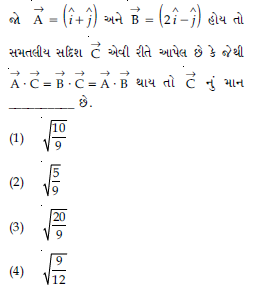 જો $\vec{A} = (\hat{i}+\hat{j})$ અને $\vec{B} = (2\hat{i}-\hat{j})$ હોય તો
સમતલીય સદિશ $\vec{C}$ એવી રીતે આપેલ છે કે જેથી
$\vec{A} \cdot \vec{C} = \vec{B} \cdot \vec{C} = \vec{A} \cdot \vec{B}$ થાય તો $\vec{C}$ નું માન
__________ છે.
(1) $\sqrt{\frac{10}{9}}$
(2) $\sqrt{\frac{5}{9}}$
(3) $\sqrt{\frac{20}{9}}$
(4) $\sqrt{\frac{9}{12}}$